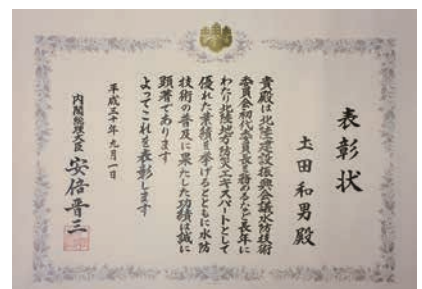 表彰状
土田和男殿
貴殿は北陸建設振興会議水防技術
委員会初代委員長を務めるなど長年に
わたり北陸地方防災エキスパートとして
優れた業績を挙げるとともに水防
技術の普及に果たした功績は誠に
顕著であります
よってこれを表彰します
平成三十年九月一日
内閣総理大臣 安倍晋三